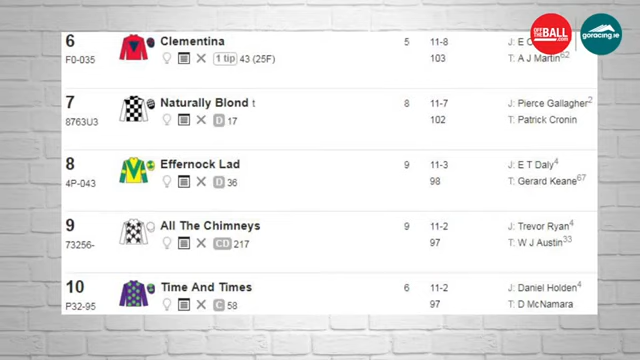 OFF THE BALL.COM
goracing.ie
6 Clementina 5 11-8 J: E C
F0-035 1 tip 43 (25F) 103 T: A J Martin62
7 Naturally Blond t 8 11-7 J: Pierce Gallagher2
8763U3 D 17 102 T: Patrick Cronin
8 Effernock Lad 9 11-3 J: E T Daly4
4P-043 D 36 98 T: Gerard Keane67
9 All The Chimneys 9 11-2 J: Trevor Ryan4
73256- CD 217 97 T: W J Austin33
10 Time And Times 6 11-2 J: Daniel Holden4
P32-95 C 58 97 T: D McNamara